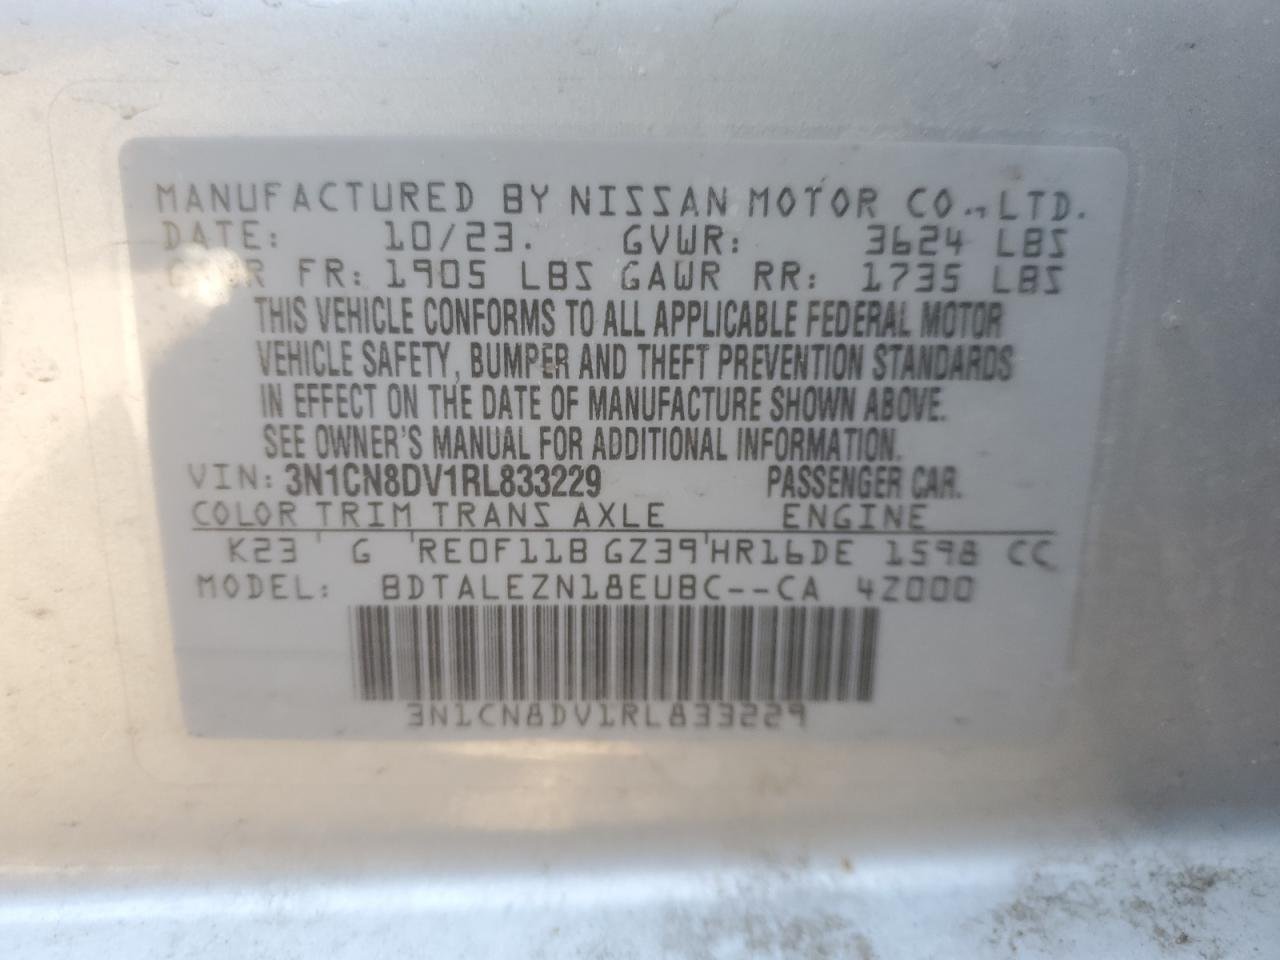 MANUFACTURED BY NISSAN MOTOR CO., LTD.
DATE: 10/23. GVWR: 3624 LBS
GAWR FR: 1905 LBS GAWR RR: 1735 LBS
THIS VEHICLE CONFORMS TO ALL APPLICABLE FEDERAL MOTOR
VEHICLE SAFETY, BUMPER AND THEFT PREVENTION STANDARDS
IN EFFECT ON THE DATE OF MANUFACTURE SHOWN ABOVE.
SEE OWNER'S MANUAL FOR ADDITIONAL INFORMATION.
VIN: 3N1CN8DV1RL833229 PASSENGER CAR.
COLOR TRIM TRANS AXLE ENGINE
K23 ' G 'RE0F11B GZ39'HR16DE 1598 CC
MODEL: BDTALEZN18EUBC--CA 4Z000
3N1CN8DV1RL833229